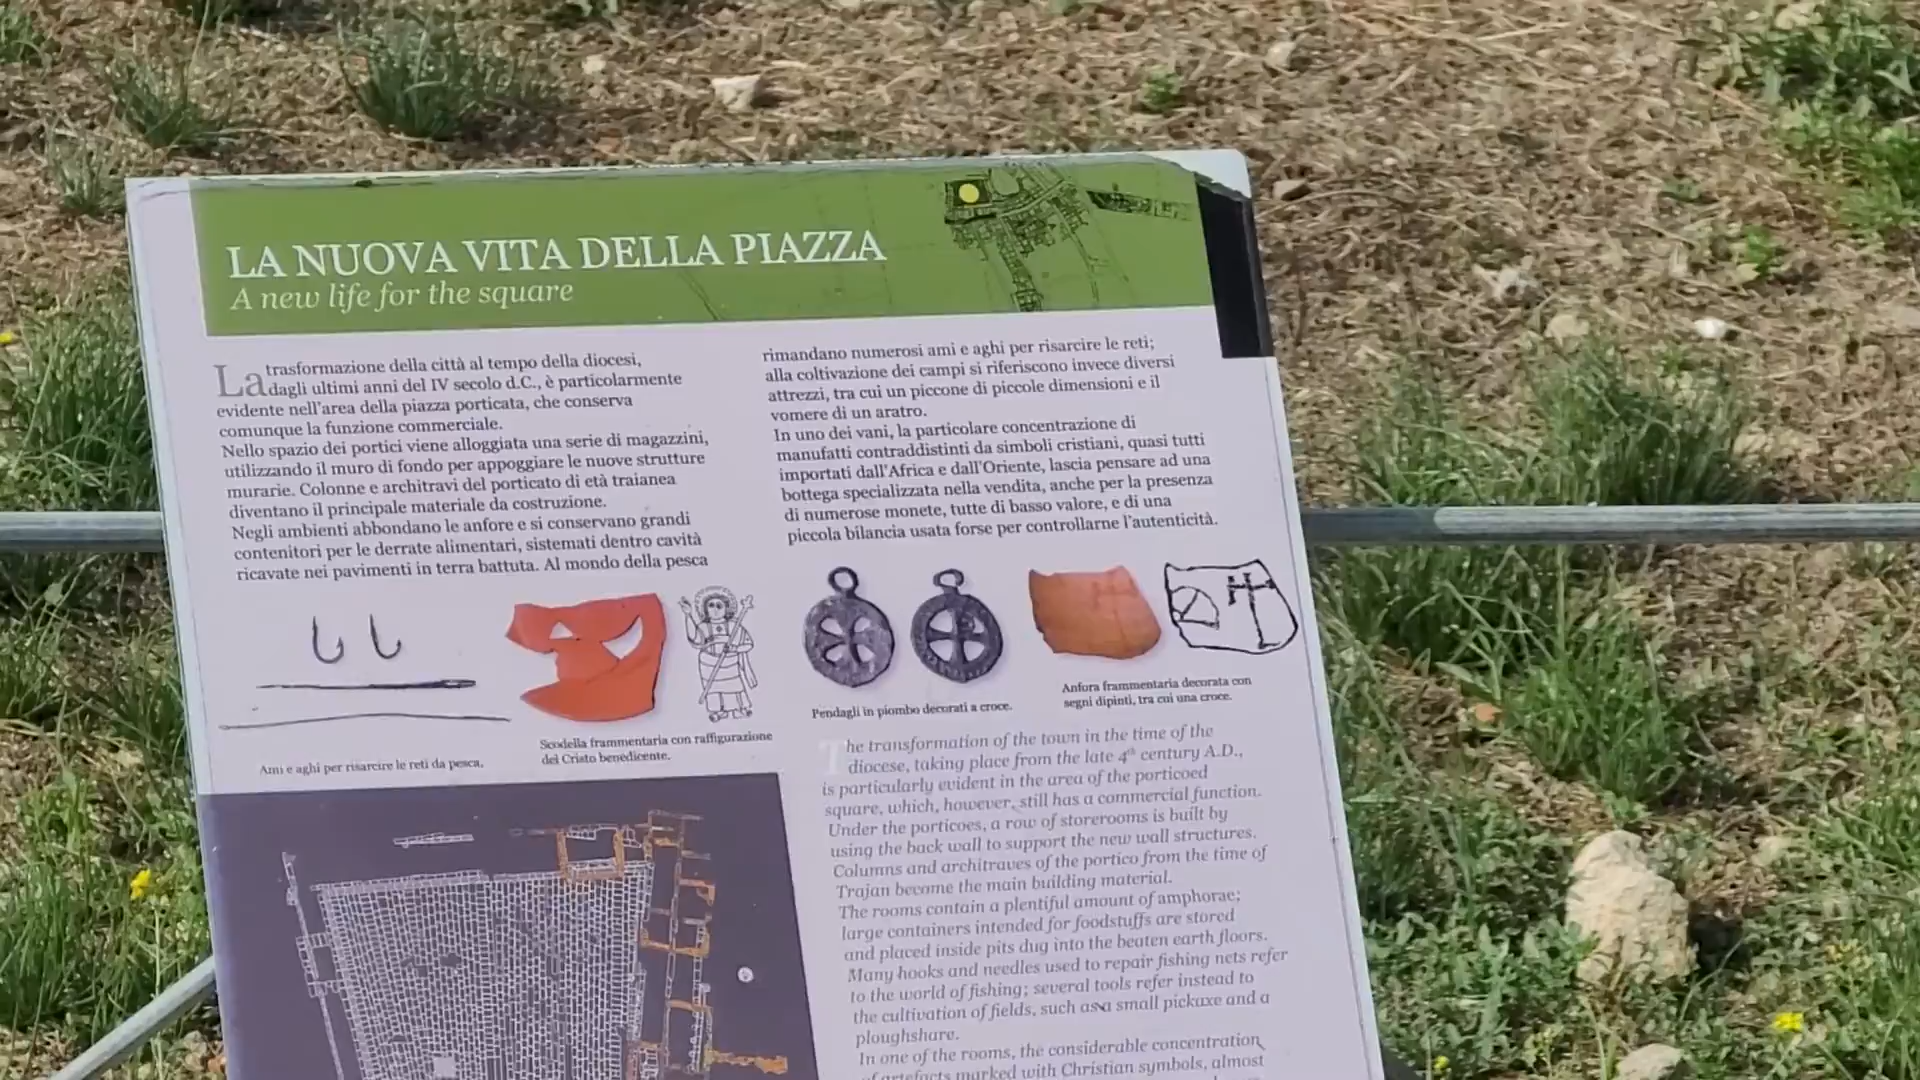 LA NUOVA VITA DELLA PIAZZA
A new life for the square
La trasformazione della città al tempo della diocesi,
dagli ultimi anni del IV secolo d.C., è particolarmente
evidente nell'area della piazza porticata, che conserva
comunque la funzione commerciale.
Nello spazio dei portici viene alloggiata una serie di magazzini,
utilizzando il muro di fondo per appoggiare le nuove strutture
murarie. Colonne e architravi del porticato di età traianea
diventano il principale materiale da costruzione.
Negli ambienti abbondano le anfore e si conservano grandi
contenitori per le derrate alimentari, sistemati dentro cavità
ricavate nei pavimenti in terra battuta. Al mondo della pesca
rimandano numerosi ami e aghi per risarcire le reti;
alla coltivazione dei campi si riferiscono invece diversi
attrezzi, tra cui un piccone di piccole dimensioni e il
vomere di un aratro.
In uno dei vani, la particolare concentrazione di
manufatti contraddistinti da simboli cristiani, quasi tutti
importati dall'Africa e dall'Oriente, lascia pensare ad una
bottega specializzata nella vendita, anche per la presenza
di numerose monete, tutte di basso valore, e di una
piccola bilancia usata forse per controllarne l'autenticità.
Ami e aghi per risarcire le reti da pesca.
Scodella frammentaria con raffigurazione
del Cristo benedicente.
Pendagli in piombo decorati a croce.
Anfora frammentaria decorata con
segni dipinti, tra cui una croce.
The transformation of the town in the time of the
diocese, taking place from the late 4th century A.D.,
is particularly evident in the area of the porticoed
square, which, however, still has a commercial function.
Under the porticoes, a row of storerooms is built by
using the back wall to support the new wall structures.
Columns and architraves of the portico from the time of
Trajan become the main building material.
The rooms contain a plentiful amount of amphorae;
large containers intended for foodstuffs are stored
and placed inside pits dug into the beaten earth floors.
Many hooks and needles used to repair fishing nets refer
to the world of fishing; several tools refer instead to
the cultivation of fields, such as a small pickaxe and a
ploughshare.
In one of the rooms, the considerable concentration
of artefacts marked with Christian symbols, almost